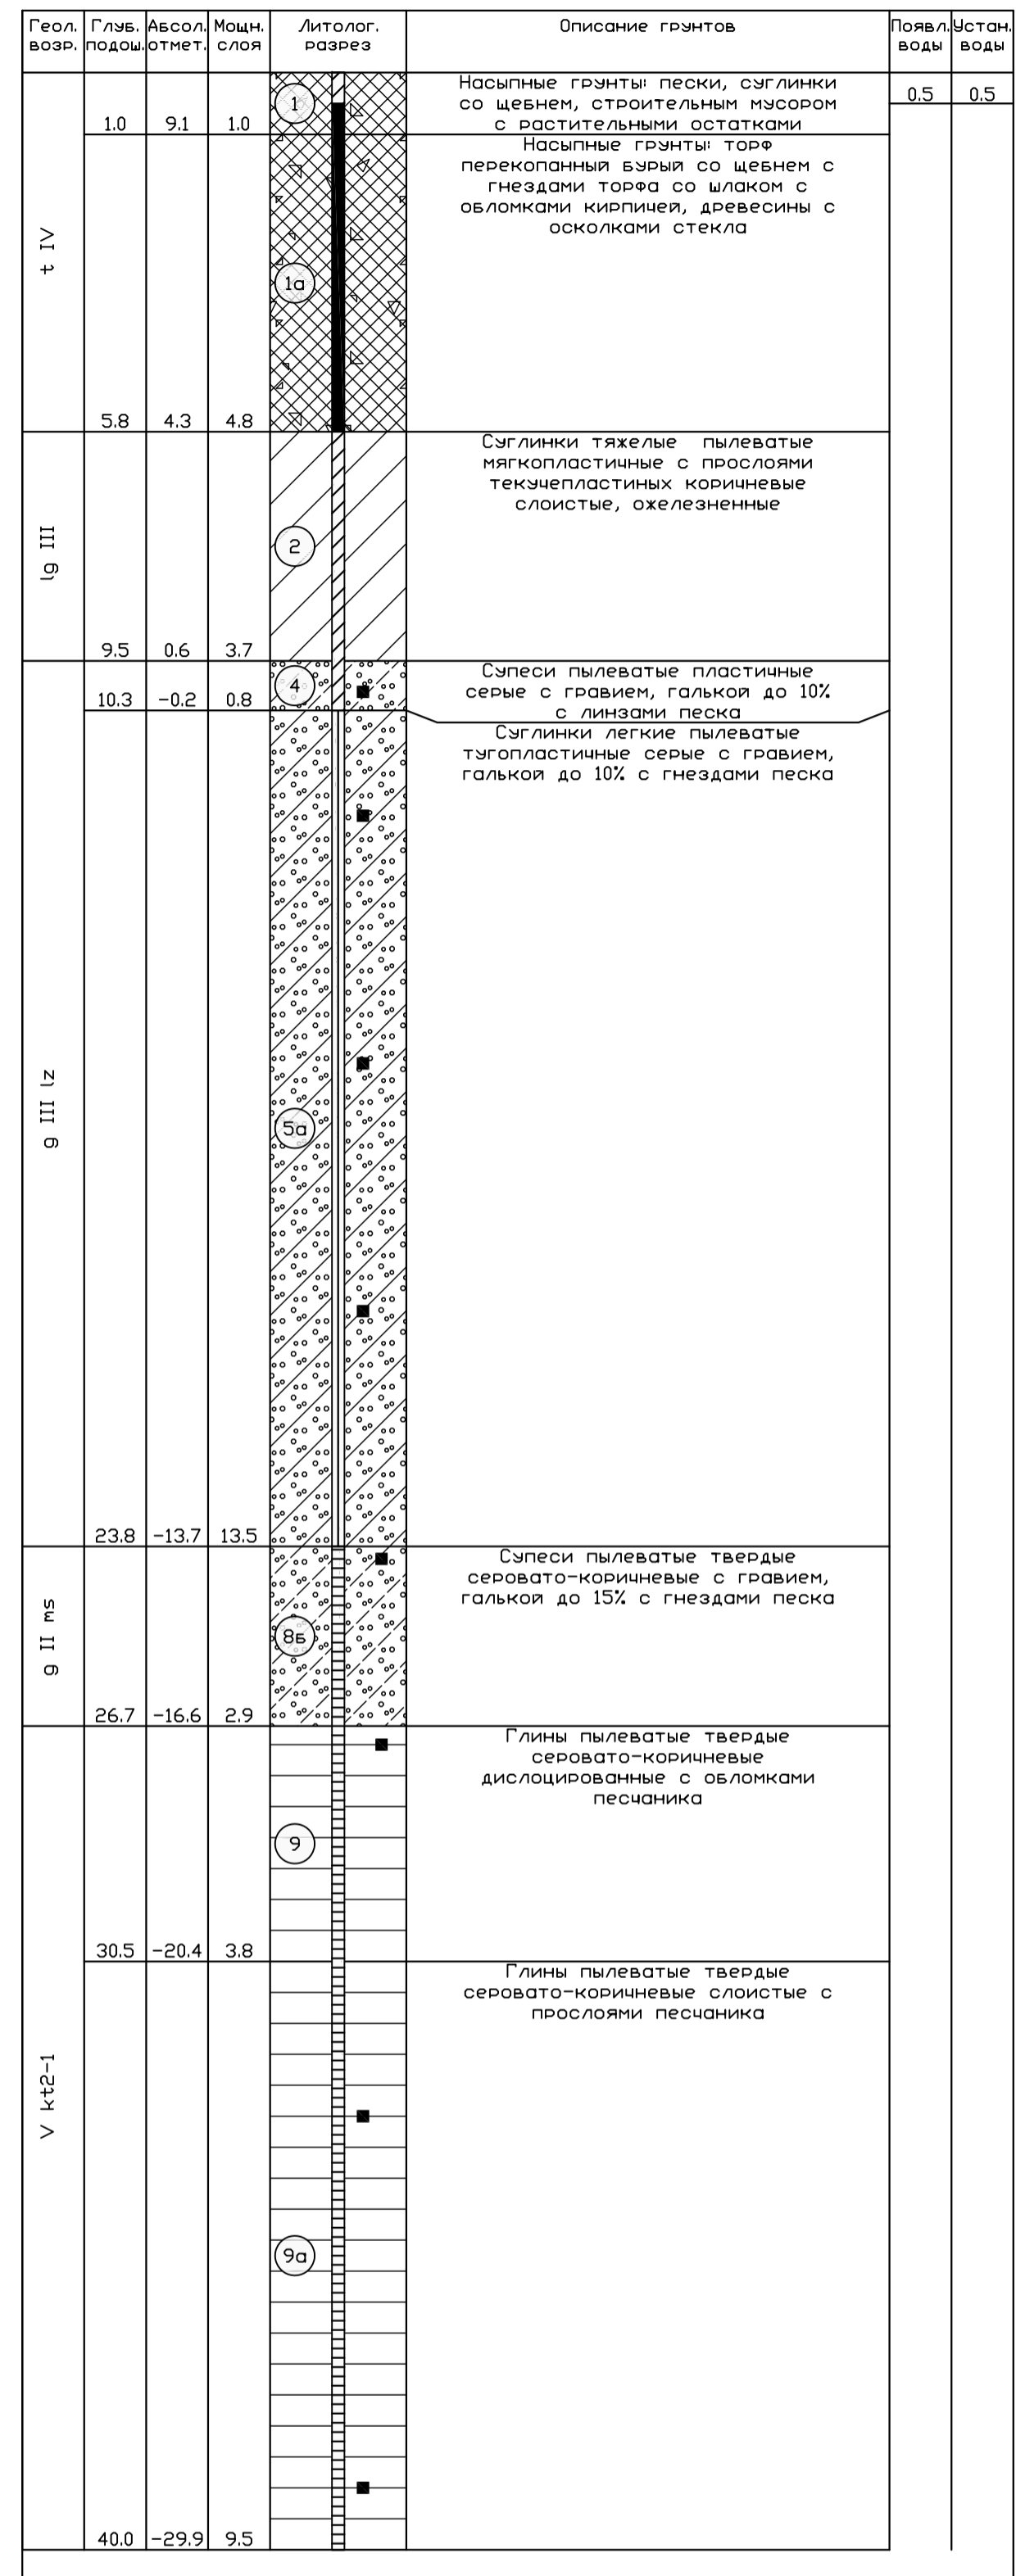 Геол. возр.
Глуб. подош.
Абсол. отмет.
Мощн. слоя
Литолог. разрез
Описание грунтов
Появл. воды
Устан. воды
0.5 0.5
t IV
1
1.0 9.1 1.0
Насыпные грунты: пески, суглинки
со щебнем, строительным мусором
с растительными остатками
Насыпные грунты: торф
перекопанный бурый со щебнем с
гнездами торфа со шлаком с
обломками кирпичей, древесины с
осколками стекла
1а
5.8 4.3 4.8
lg III
Суглинки тяжелые пылеватые
мягкопластичные с прослоями
текучепластиных коричневые
слоистые, ожелезненные
2
9.5 0.6 3.7
g III lz
Супеси пылеватые пластичные
серые с гравием, галькой до 10%
с линзами песка
4
10.3 -0.2 0.8
Суглинки легкие пылеватые
тугопластичные серые с гравием,
галькой до 10% с гнездами песка
5а
23.8 -13.7 13.5
g II ms
Супеси пылеватые твердые
серовато-коричневые с гравием,
галькой до 15% с гнездами песка
8б
26.7 -16.6 2.9
V kt2-1
Глины пылеватые твердые
серовато-коричневые
дислоцированные с обломками
песчаника
9
30.5 -20.4 3.8
Глины пылеватые твердые
серовато-коричневые слоистые с
прослоями песчаника
9а
40.0 -29.9 9.5